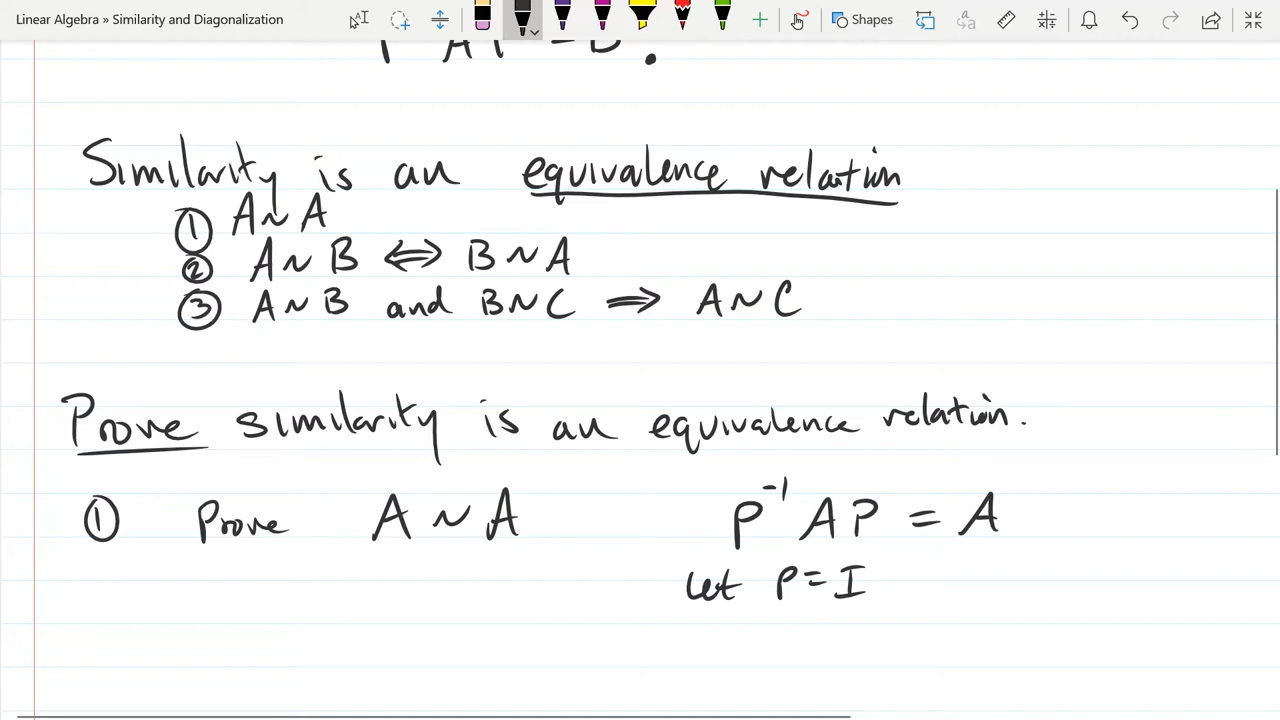 Linear Algebra » Similarity and Diagonalization
Shapes
P AP = B.
Similarity is an equivalence relation
① A ~ A
② A ~ B ⟺ B ~ A
③ A ~ B and B ~ C ⟹ A ~ C
Prove similarity is an equivalence relation.
① Prove A ~ A P⁻¹AP = A
Let P = I